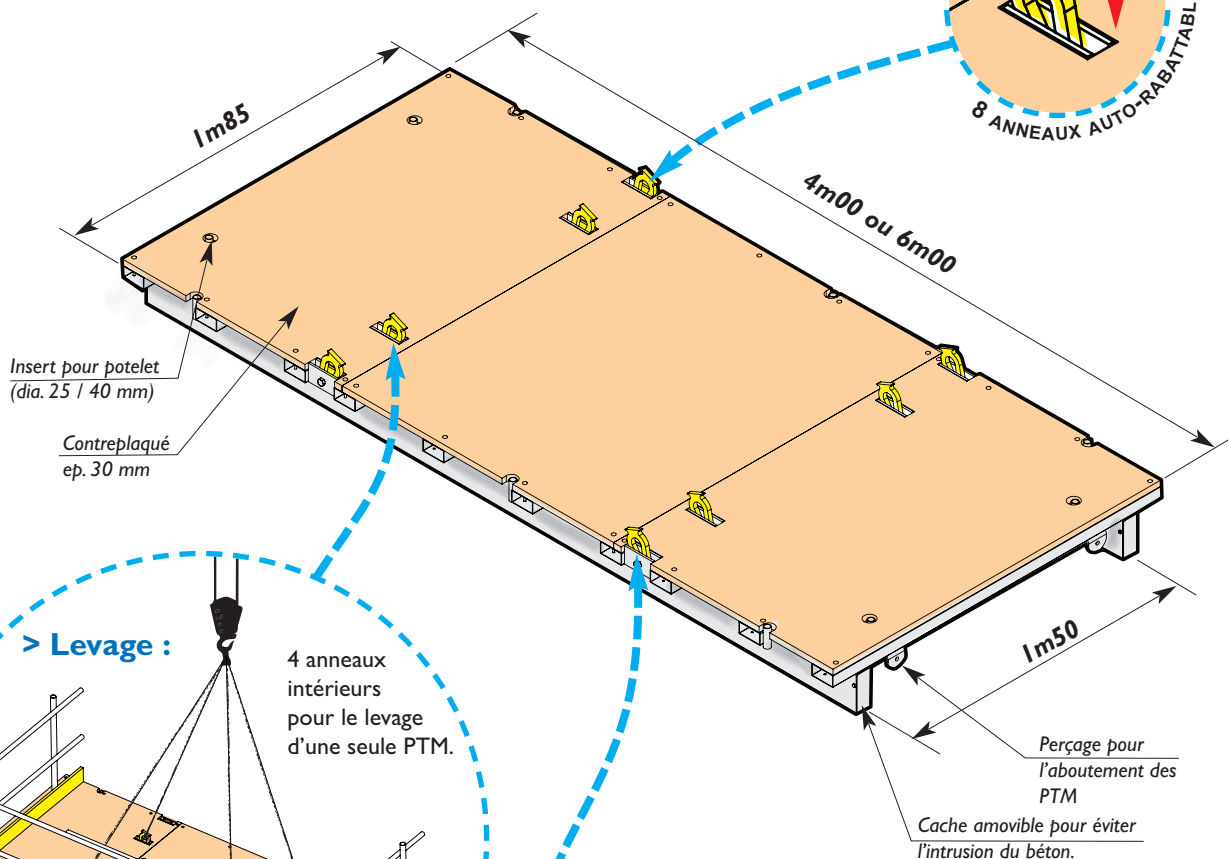 8 ANNEAUX AUTO-RABATTABL
1m85
4m00 ou 6m00
Insert pour potelet
(dia. 25 / 40 mm)
Contreplaqué
ep. 30 mm
> Levage :
4 anneaux
intérieurs
pour le levage
d'une seule PTM.
1m50
Perçage pour
l'aboutement des
PTM
Cache amovible pour éviter
l'intrusion du béton.